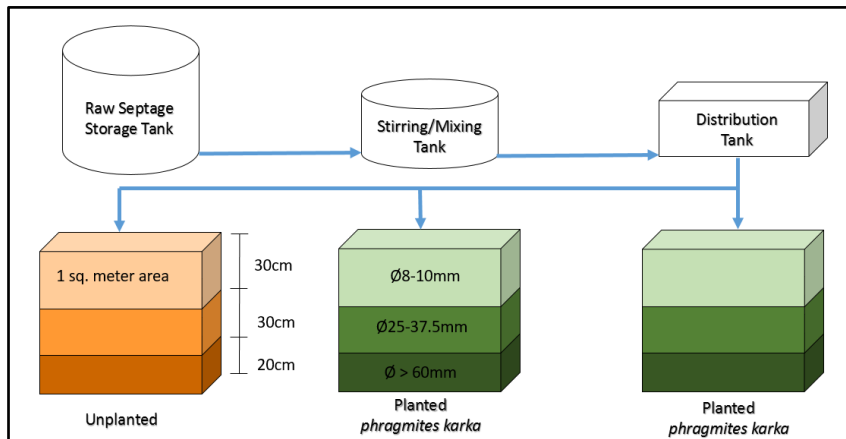 Raw Septage
Storage Tank
Stirring/Mixing
Tank
Distribution
Tank
1 sq. meter area
30cm
30cm
20cm
Ø8-10mm
Ø25-37.5mm
Ø > 60mm
Unplanted
Planted
phragmites karka
Planted
phragmites karka